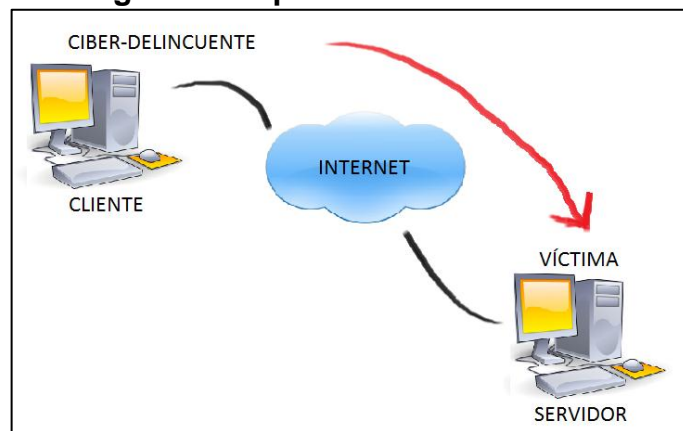 CIBER-DELINCUENTE
INTERNET
CLIENTE
VÍCTIMA
SERVIDOR